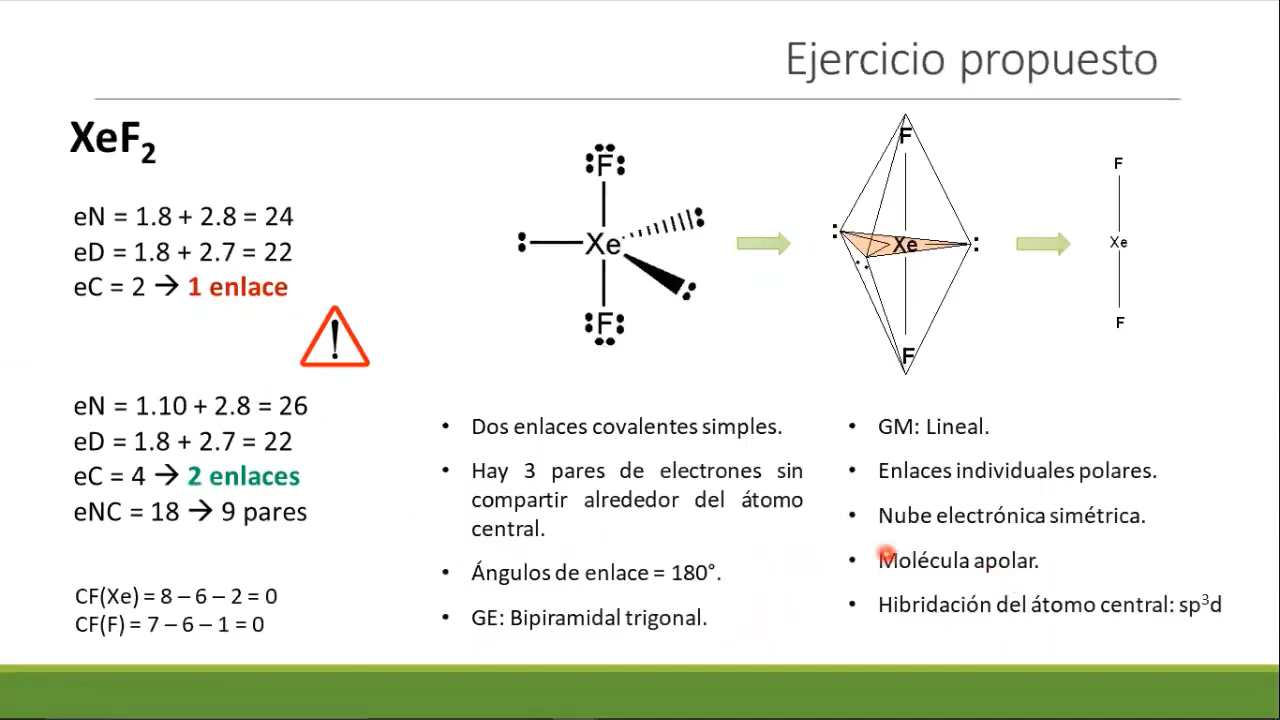 Ejercicio propuesto
XeF₂
eN = 1.8 + 2.8 = 24
eD = 1.8 + 2.7 = 22
eC = 2 → 1 enlace
!
eN = 1.10 + 2.8 = 26
eD = 1.8 + 2.7 = 22
eC = 4 → 2 enlaces
eNC = 18 → 9 pares
CF(Xe) = 8 – 6 – 2 = 0
CF(F) = 7 – 6 – 1 = 0
F
Xe
F
F
Xe
F
F
Xe
F
• Dos enlaces covalentes simples.
• Hay 3 pares de electrones sin
compartir alrededor del átomo
central.
• Ángulos de enlace = 180°.
• GE: Bipiramidal trigonal.
• GM: Lineal.
• Enlaces individuales polares.
• Nube electrónica simétrica.
• Molécula apolar.
• Hibridación del átomo central: sp³d